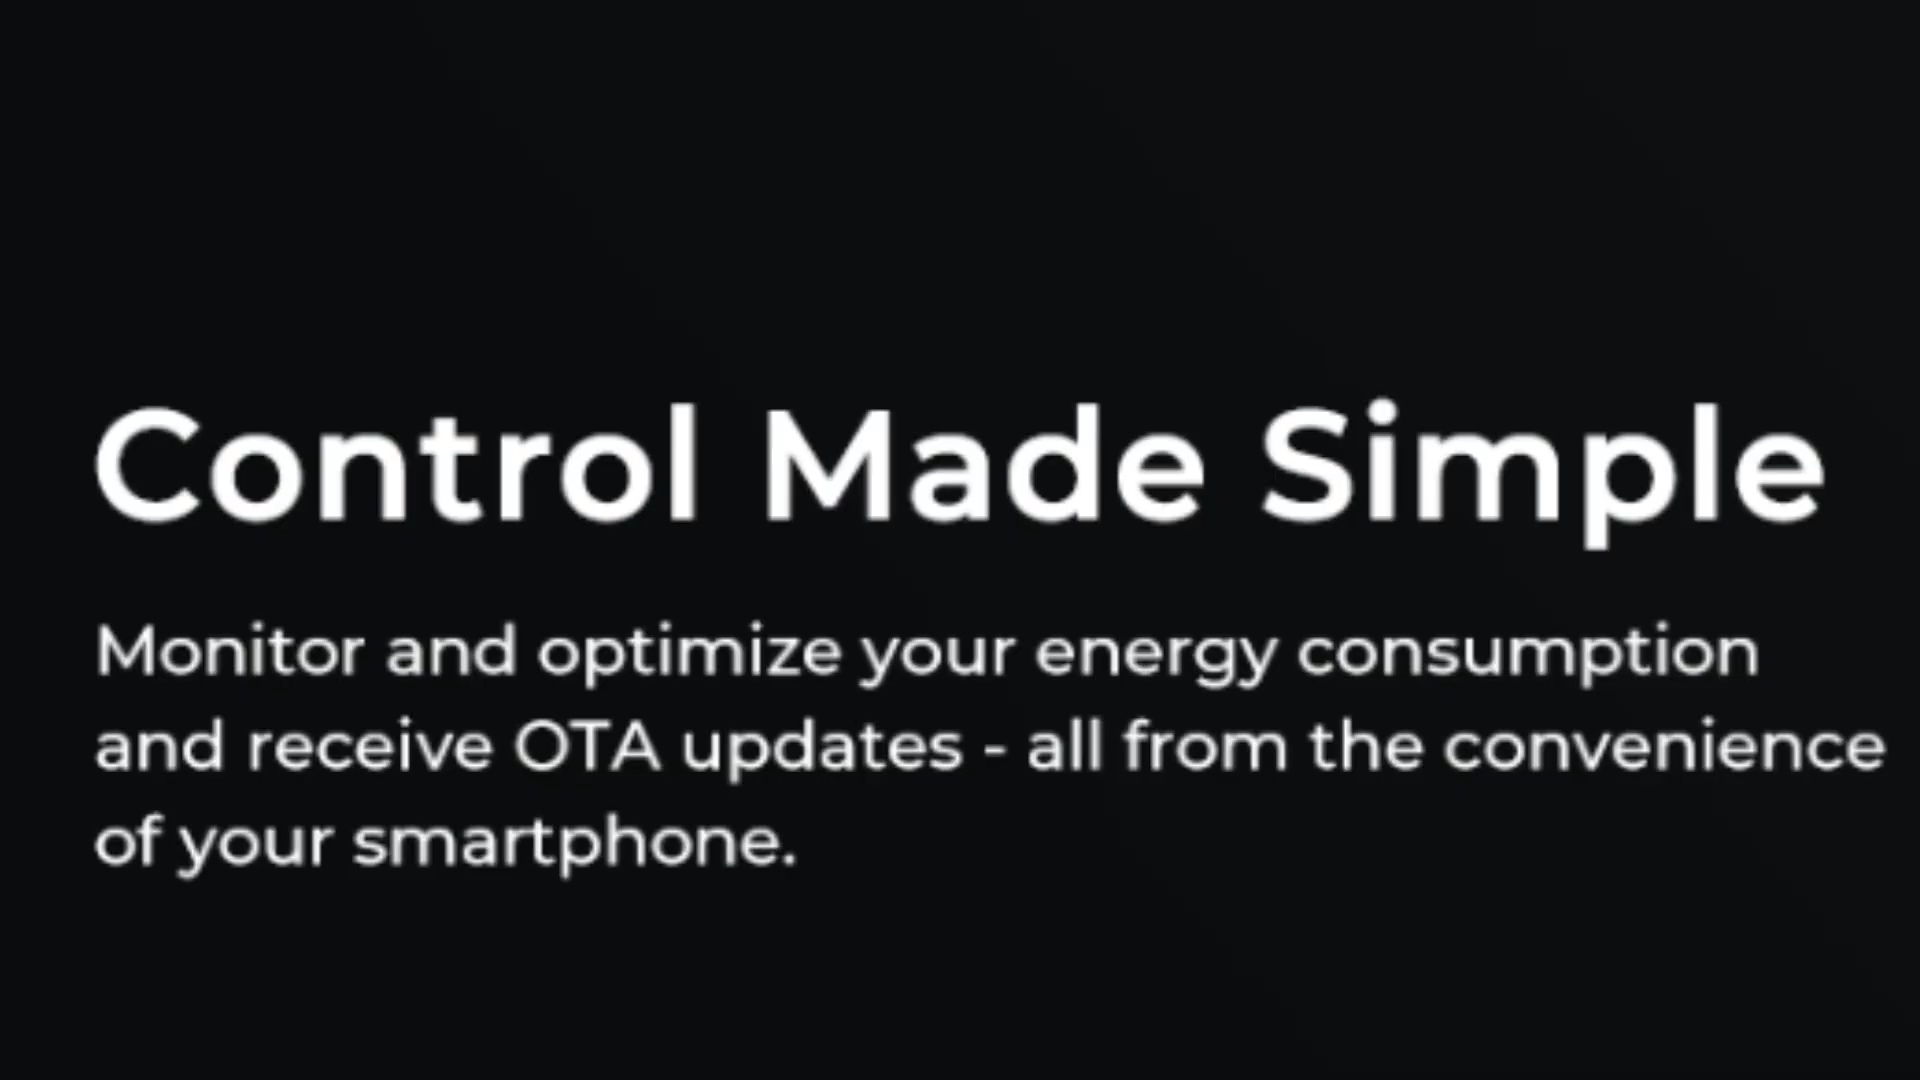 Control Made Simple
Monitor and optimize your energy consumption
and receive OTA updates - all from the convenience
of your smartphone.